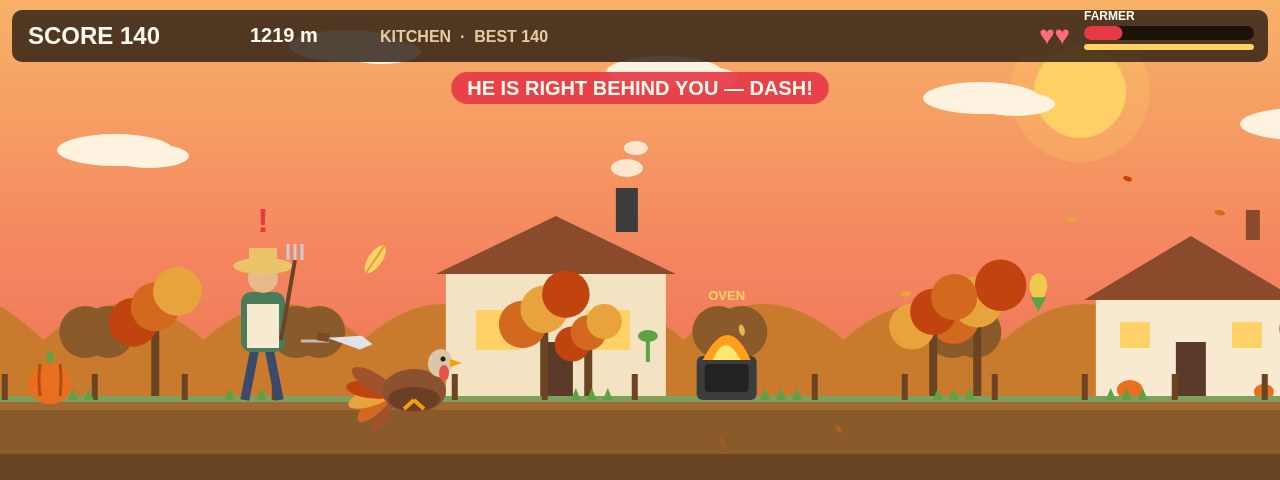 FARMER
SCORE 140
1219 m
KITCHEN · BEST 140
♥♥
HE IS RIGHT BEHIND YOU — DASH!
!
OVEN